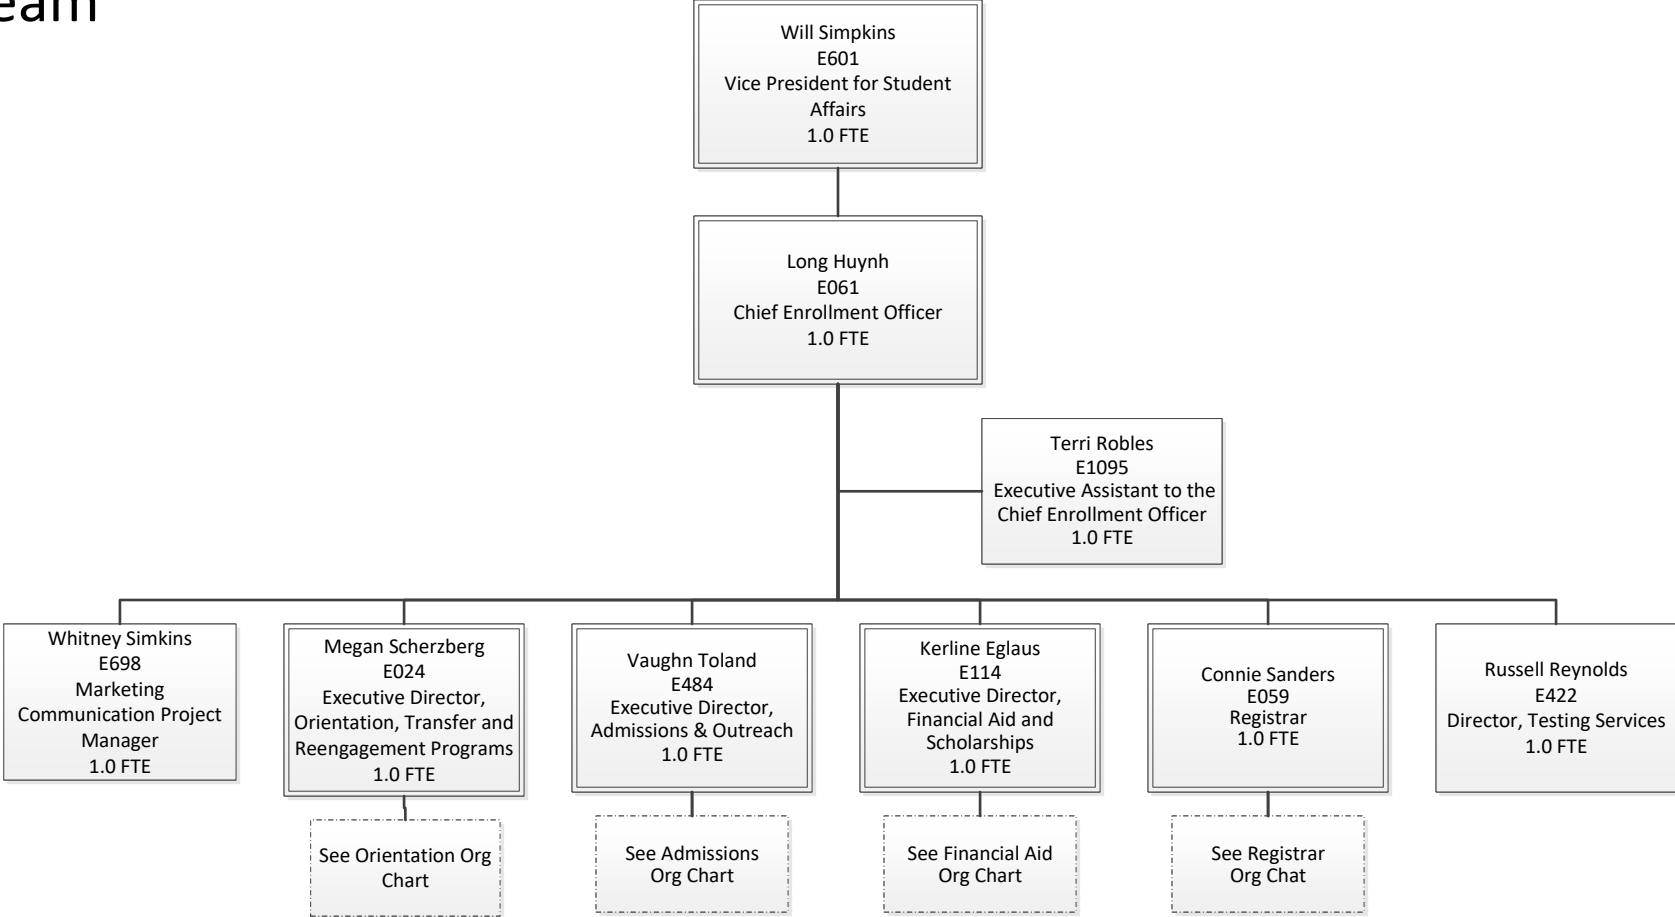 Will Simpkins
E601
Vice President for Student
Affairs
1.0 FTE
Long Huynh
E061
Chief Enrollment Officer
1.0 FTE
Terri Robles
E1095
Executive Assistant to the
Chief Enrollment Officer
1.0 FTE
Whitney Simkins
E698
Marketing
Communication Project
Manager
1.0 FTE
Megan Scherzberg
E024
Executive Director,
Orientation, Transfer and
Reengagement Programs
1.0 FTE
Vaughn Toland
E484
Executive Director,
Admissions & Outreach
1.0 FTE
Kerline Eglaus
E114
Executive Director,
Financial Aid and
Scholarships
1.0 FTE
Connie Sanders
E059
Registrar
1.0 FTE
Russell Reynolds
E422
Director, Testing Services
1.0 FTE
See Orientation Org
Chart
See Admissions
Org Chart
See Financial Aid
Org Chart
See Registrar
Org Chat